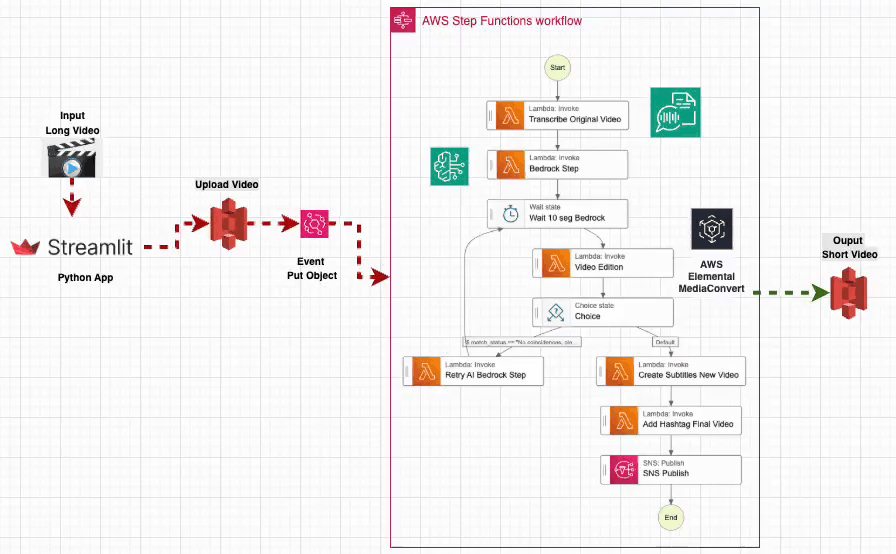 AWS Step Functions workflow
Start
Input
Long Video
Lambda: Invoke
Transcribe Original Video
Lambda: Invoke
Bedrock Step
Upload Video
Wait state
Wait 10 seg Bedrock
Streamlit
Python App
Event
Put Object
Lambda: Invoke
Video Edition
AWS
Elemental
MediaConvert
Ouput
Short Video
Choice state
Choice
match_status == "No coincidences,
Default
Lambda: Invoke
Retry AI Bedrock Step
Lambda: Invoke
Create Subtitles New Video
Lambda: Invoke
Add Hashtag Final Video
SNS: Publish
SNS Publish
End